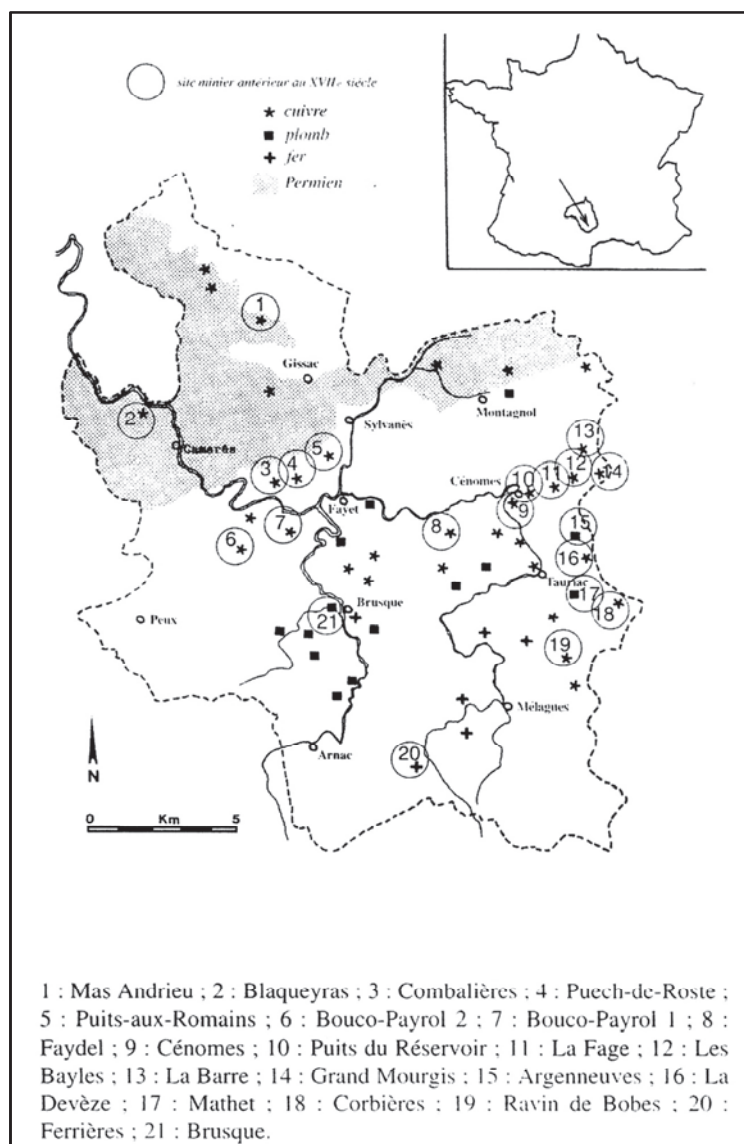 site minier antérieur au XVIIe siècle
cuivre
plomb
fer
Permien
1
Gissac
2
Camarès
Sylvanès
Montagnol
5
3
4
13
12
14
11
10
Cénomes
9
Fayet
7
6
8
15
16
Tauriac
17
18
Peux
Brusque
21
19
Mélagues
Arnac
20
N
0 Km 5
1 : Mas Andrieu ; 2 : Blaqueyras ; 3 : Combalières ; 4 : Puech-de-Roste ;
5 : Puits-aux-Romains ; 6 : Bouco-Payrol 2 ; 7 : Bouco-Payrol 1 ; 8 :
Faydel ; 9 : Cénomes ; 10 : Puits du Réservoir ; 11 : La Fage ; 12 : Les
Bayles ; 13 : La Barre ; 14 : Grand Mourgis ; 15 : Argenneuves ; 16 : La
Devèze ; 17 : Mathet ; 18 : Corbières ; 19 : Ravin de Bobes ; 20 :
Ferrières ; 21 : Brusque.